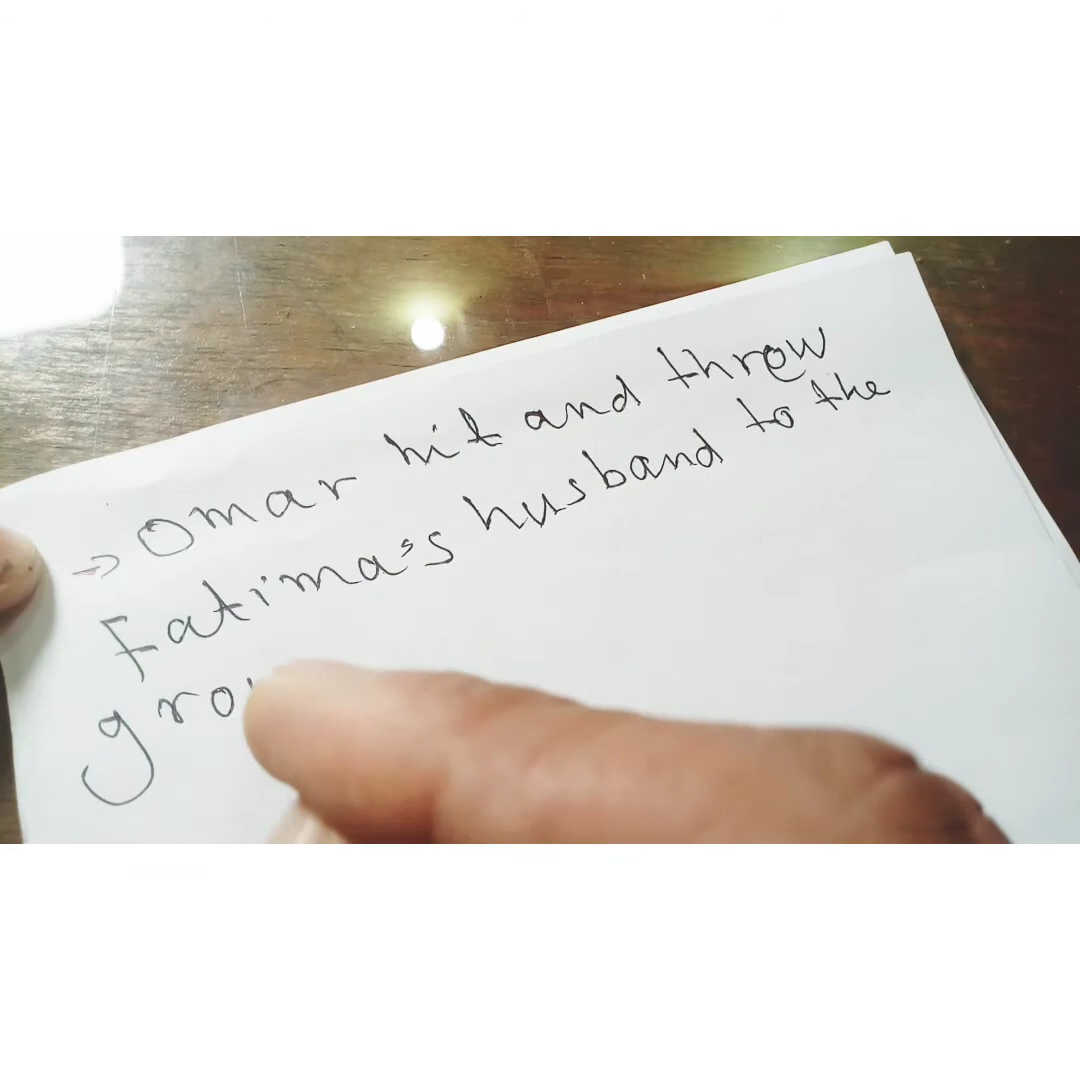 → Omar hit and threw
Fatima's husband to the